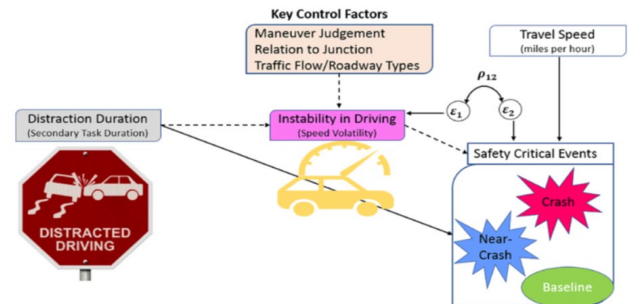 Key Control Factors
Maneuver Judgement
Relation to Junction
Traffic Flow/Roadway Types
Travel Speed
(miles per hour)
ρ₁₂
ε₁
ε₂
Distraction Duration
(Secondary Task Duration)
Instability in Driving
(Speed Volatility)
Safety Critical Events
Crash
Near-
Crash
Baseline
DISTRACTED
DRIVING